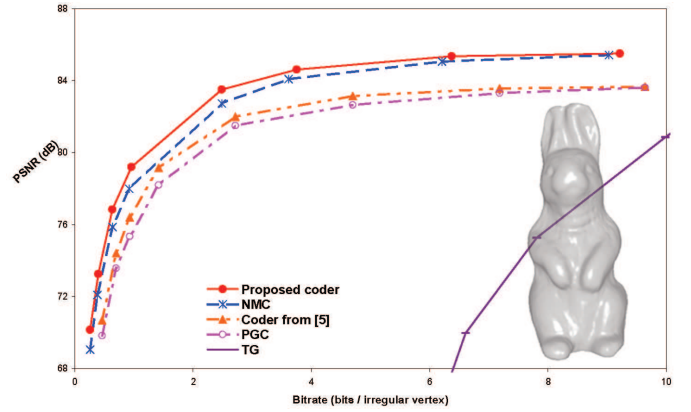 88
84
80
76
72
68
PSNR (dB)
Proposed coder
NMC
Coder from [5]
PGC
TG
0
2
4
6
8
10
Bitrate (bits / irregular vertex)